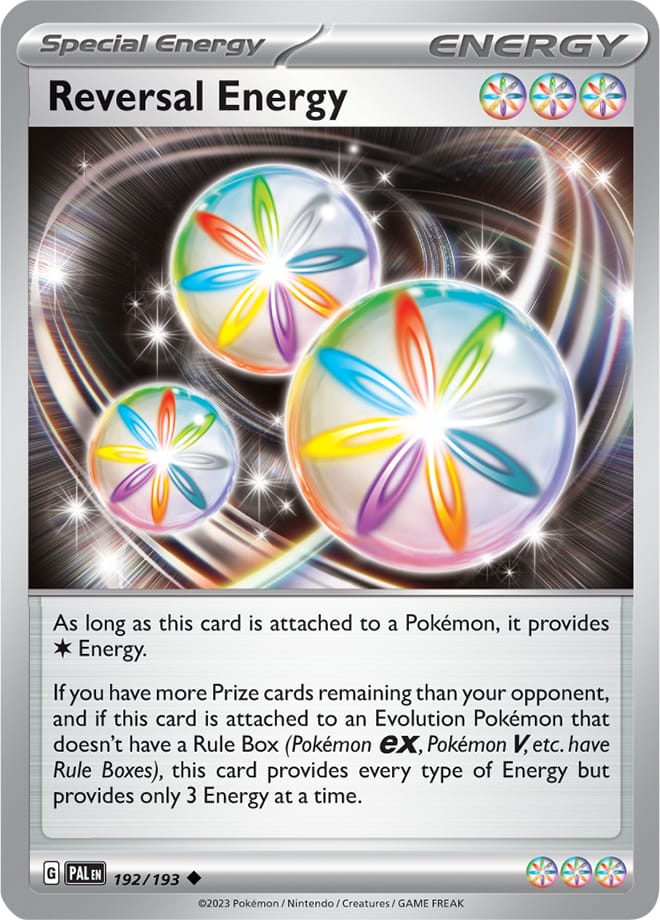 Special Energy ENERGY
Reversal Energy
As long as this card is attached to a Pokémon, it provides
✶ Energy.
If you have more Prize cards remaining than your opponent,
and if this card is attached to an Evolution Pokémon that
doesn't have a Rule Box (Pokémon ex, Pokémon V, etc. have
Rule Boxes), this card provides every type of Energy but
provides only 3 Energy at a time.
G PAL EN 192/193 ◆
©2023 Pokémon / Nintendo / Creatures / GAME FREAK